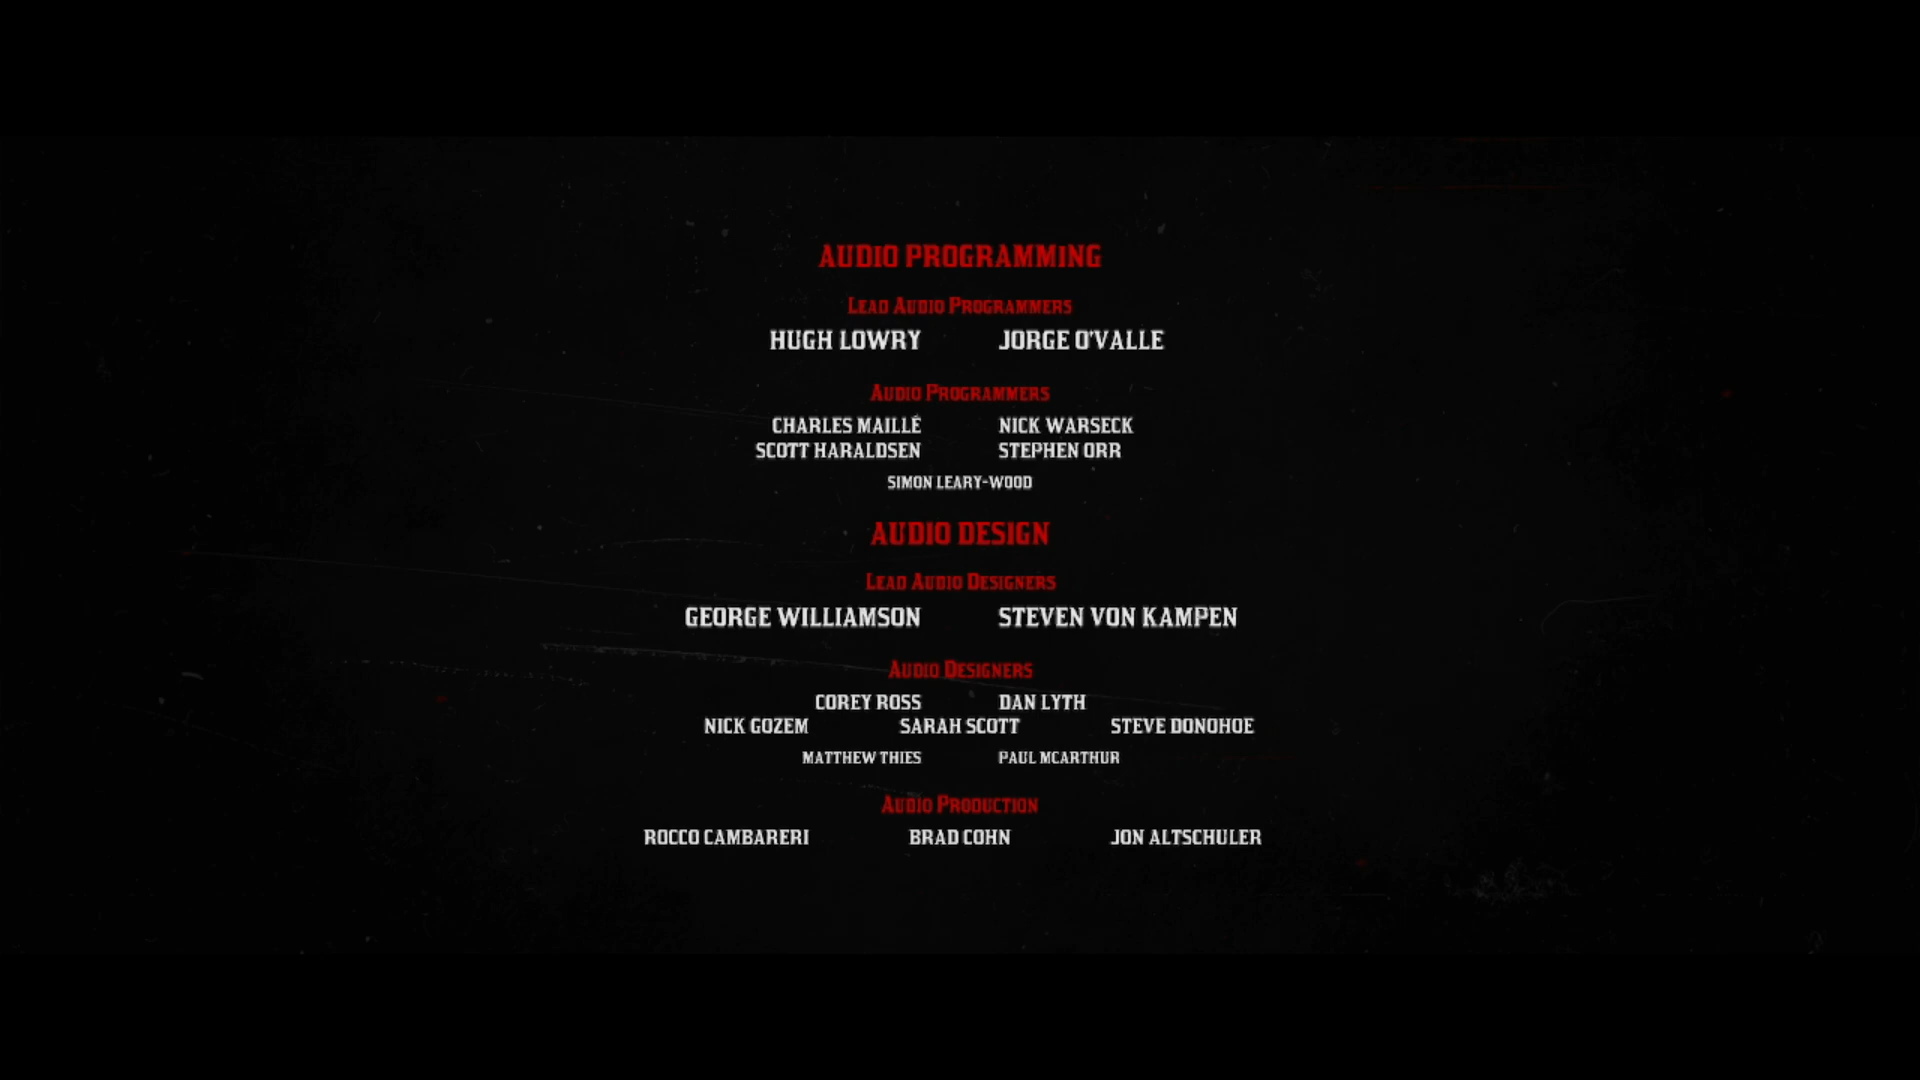 AUDIO PROGRAMMING
LEAD AUDIO PROGRAMMERS
HUGH LOWRY JORGE O'VALLE
AUDIO PROGRAMMERS
CHARLES MAILLÉ NICK WARSECK
SCOTT HARALDSEN STEPHEN ORR
SIMON LEARY-WOOD
AUDIO DESIGN
LEAD AUDIO DESIGNERS
GEORGE WILLIAMSON STEVEN VON KAMPEN
AUDIO DESIGNERS
COREY ROSS DAN LYTH
NICK GOZEM SARAH SCOTT STEVE DONOHOE
MATTHEW THIES PAUL MCARTHUR
AUDIO PRODUCTION
ROCCO CAMBARERI BRAD COHN JON ALTSCHULER